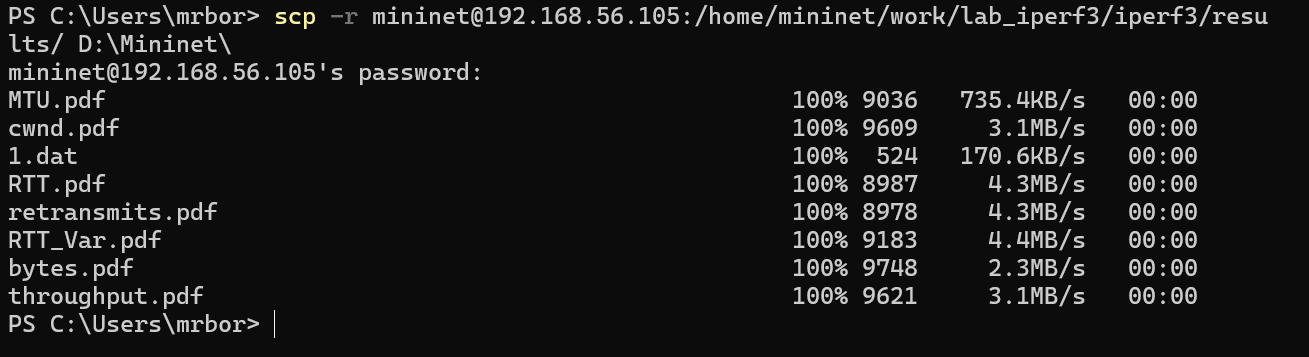 PS C:\Users\mrbor> scp -r mininet@192.168.56.105:/home/mininet/work/lab_iperf3/iperf3/resu
lts/ D:\Mininet\
mininet@192.168.56.105's password:
MTU.pdf 100% 9036 735.4KB/s 00:00
cwnd.pdf 100% 9609 3.1MB/s 00:00
1.dat 100% 524 170.6KB/s 00:00
RTT.pdf 100% 8987 4.3MB/s 00:00
retransmits.pdf 100% 8978 4.3MB/s 00:00
RTT_Var.pdf 100% 9183 4.4MB/s 00:00
bytes.pdf 100% 9748 2.3MB/s 00:00
throughput.pdf 100% 9621 3.1MB/s 00:00
PS C:\Users\mrbor>